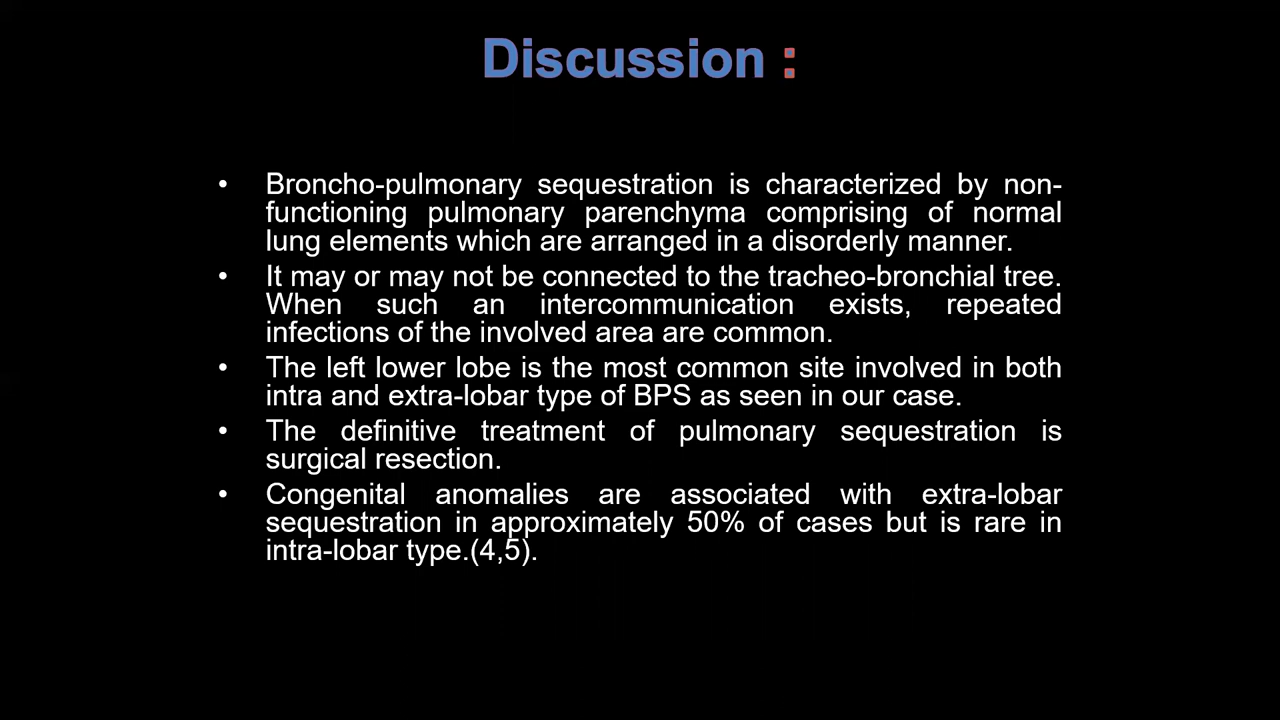 Discussion :
• Broncho-pulmonary sequestration is characterized by non-
functioning pulmonary parenchyma comprising of normal
lung elements which are arranged in a disorderly manner.
• It may or may not be connected to the tracheo-bronchial tree.
When such an intercommunication exists, repeated
infections of the involved area are common.
• The left lower lobe is the most common site involved in both
intra and extra-lobar type of BPS as seen in our case.
• The definitive treatment of pulmonary sequestration is
surgical resection.
• Congenital anomalies are associated with extra-lobar
sequestration in approximately 50% of cases but is rare in
intra-lobar type.(4,5).